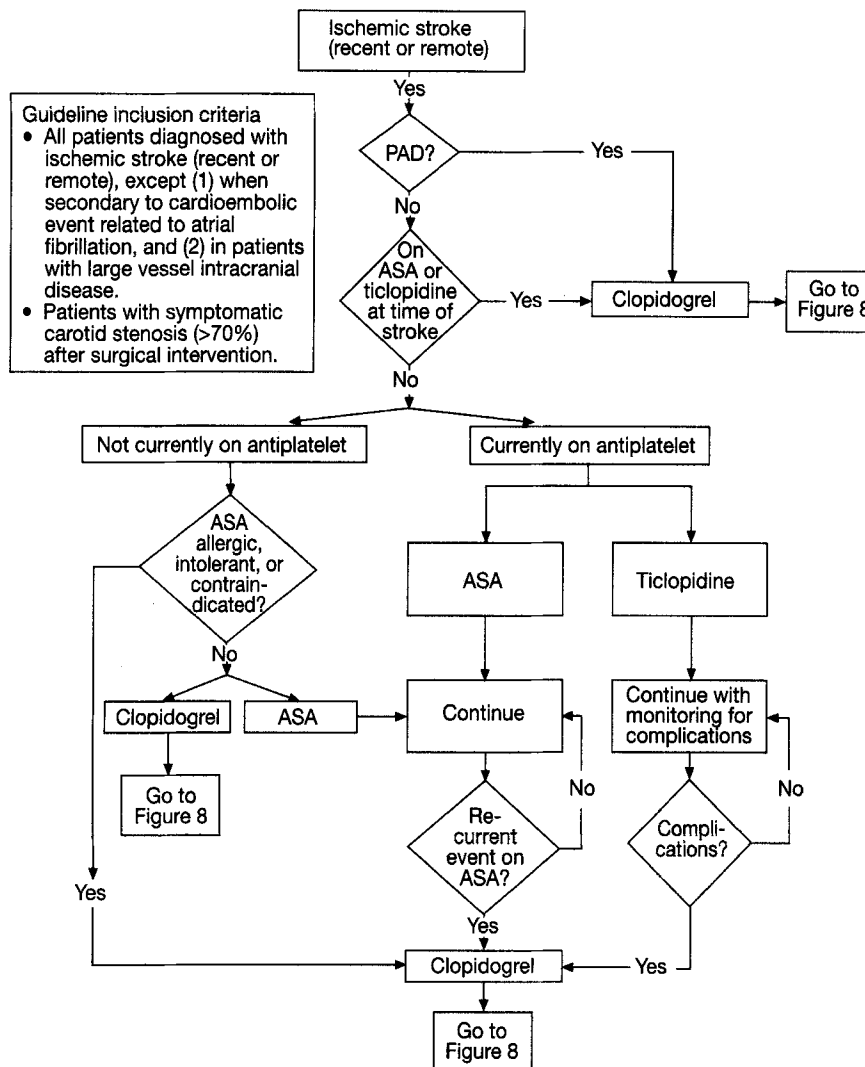 Ischemic stroke
(recent or remote)
Yes
Guideline inclusion criteria
• All patients diagnosed with
ischemic stroke (recent or
remote), except (1) when
secondary to cardioembolic
event related to atrial
fibrillation, and (2) in patients
with large vessel intracranial
disease.
• Patients with symptomatic
carotid stenosis (>70%)
after surgical intervention.
PAD?
Yes
No
On
ASA or
ticlopidine
at time of
stroke
Yes
Clopidogrel
Go to
Figure 8
No
Not currently on antiplatelet
Currently on antiplatelet
ASA
allergic,
intolerant, or
contrain-
dicated?
ASA
Ticlopidine
No
Clopidogrel
ASA
Continue
Continue with
monitoring for
complications
Go to
Figure 8
No
No
Re-
current
event on
ASA?
Compli-
cations?
Yes
Yes
Clopidogrel
Yes
Go to
Figure 8